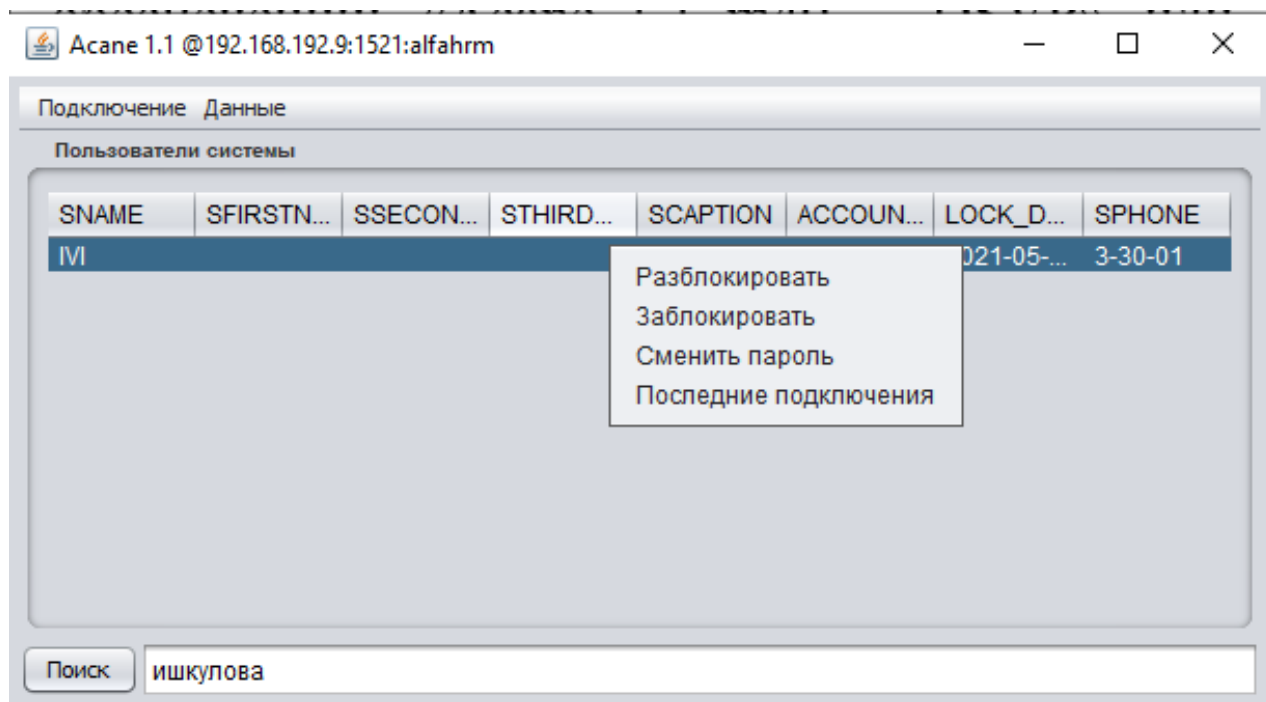 Acane 1.1 @192.168.192.9:1521:alfahrm
Подключение Данные
Пользователи системы
SNAME SFIRSTN... SSECON... STHIRD... SCAPTION ACCOUN... LOCK_D... SPHONE
IVI 021-05-... 3-30-01
Разблокировать
Заблокировать
Сменить пароль
Последние подключения
Поиск ишкулова